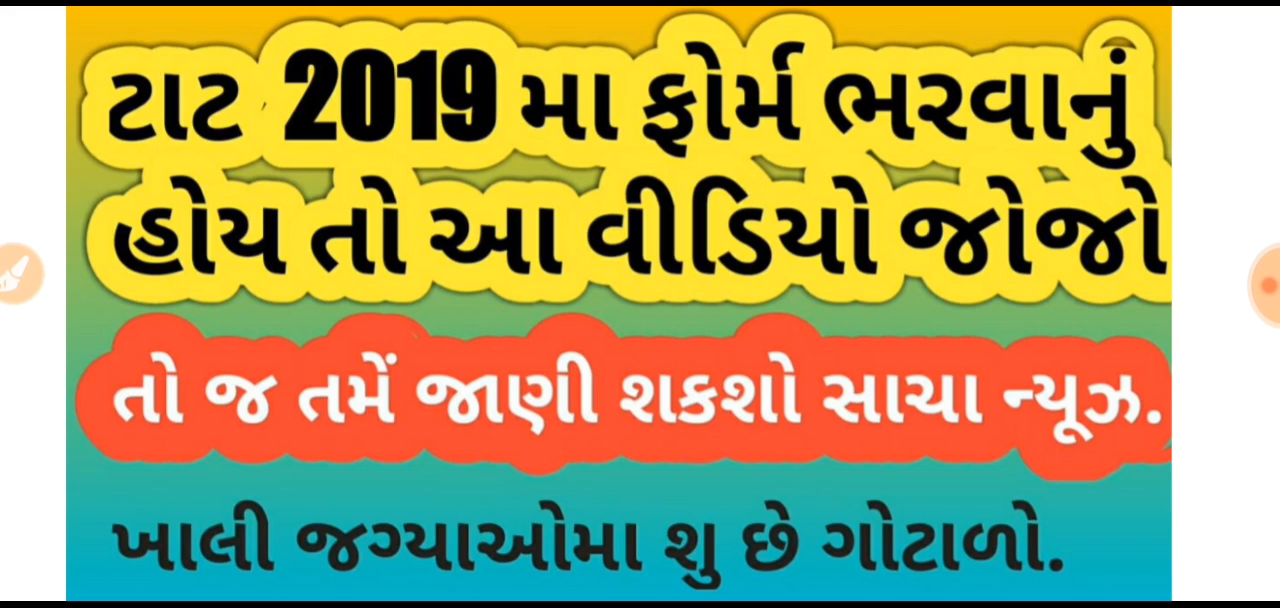 ટાટ 2019 મા ફોર્મ ભરવાનું
હોય તો આ વીડિયો જોજો
તો જ તમેં જાણી શકશો સાચા ન્યૂઝ.
ખાલી જગ્યાઓમા શુ છે ગોટાળો.